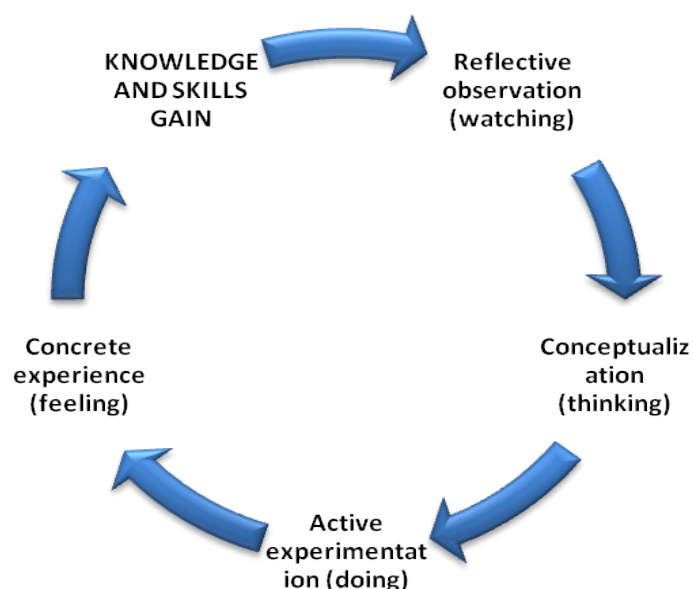 KNOWLEDGE
AND SKILLS
GAIN
Reflective
observation
(watching)
Conceptualiz
ation
(thinking)
Active
experimentat
ion (doing)
Concrete
experience
(feeling)